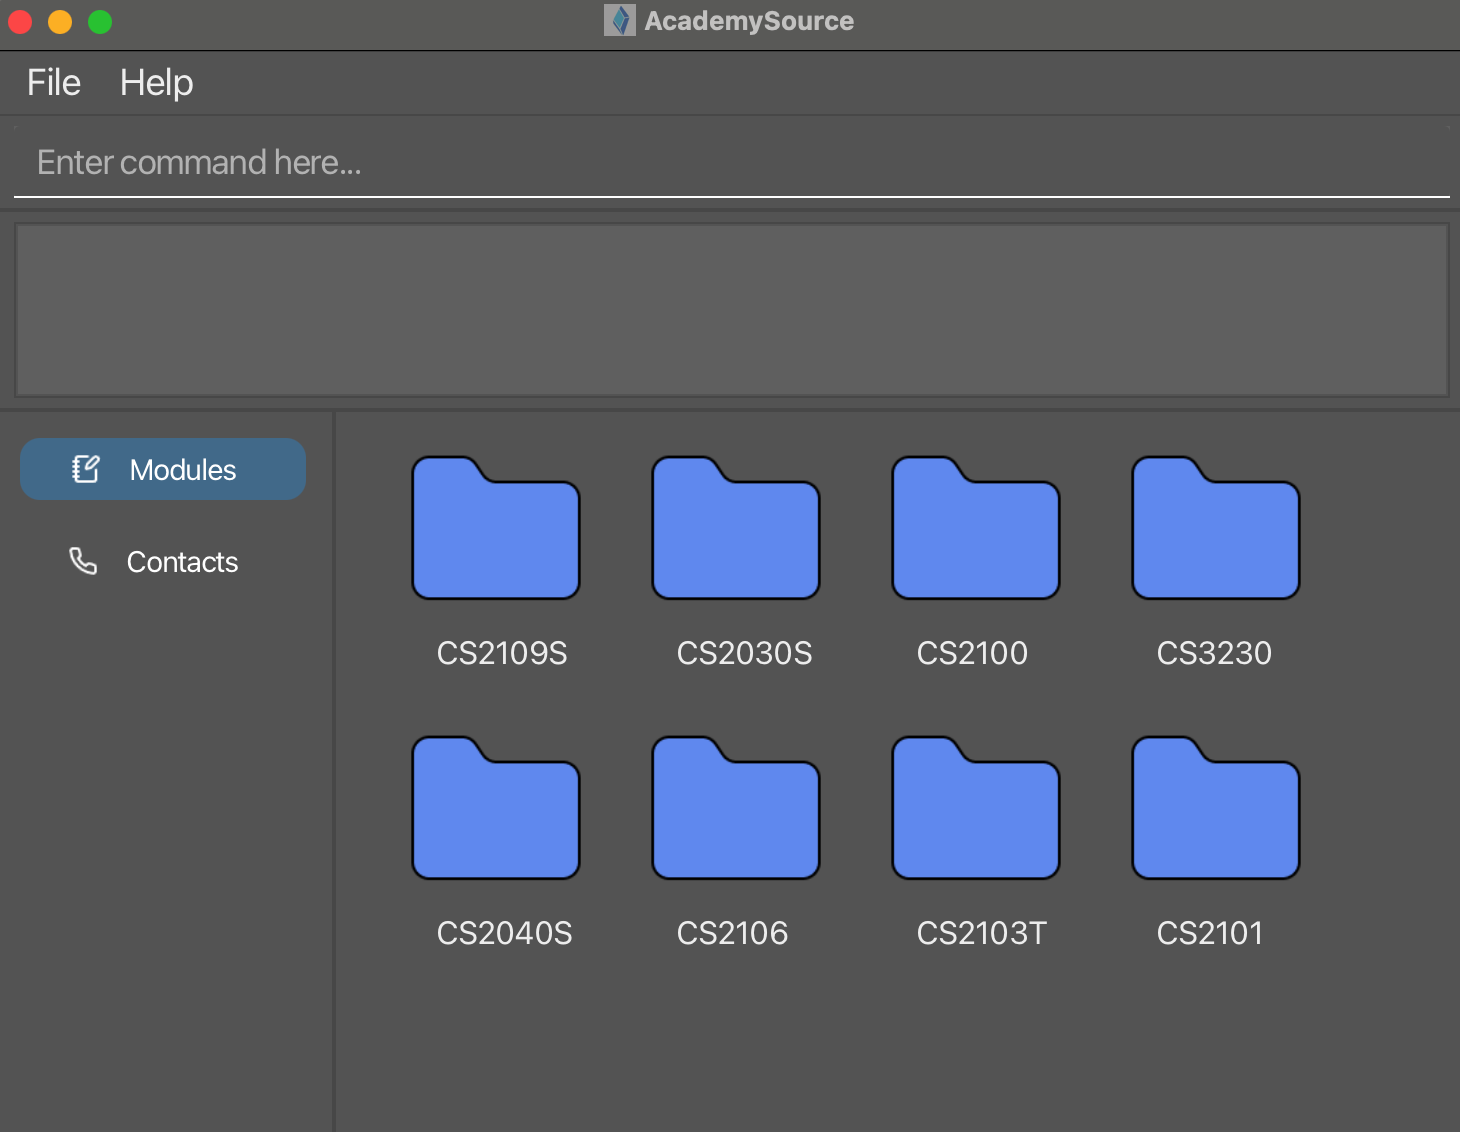 AcademySource
File Help
Enter command here...
Modules
Contacts
CS2109S CS2030S CS2100 CS3230
CS2040S CS2106 CS2103T CS2101